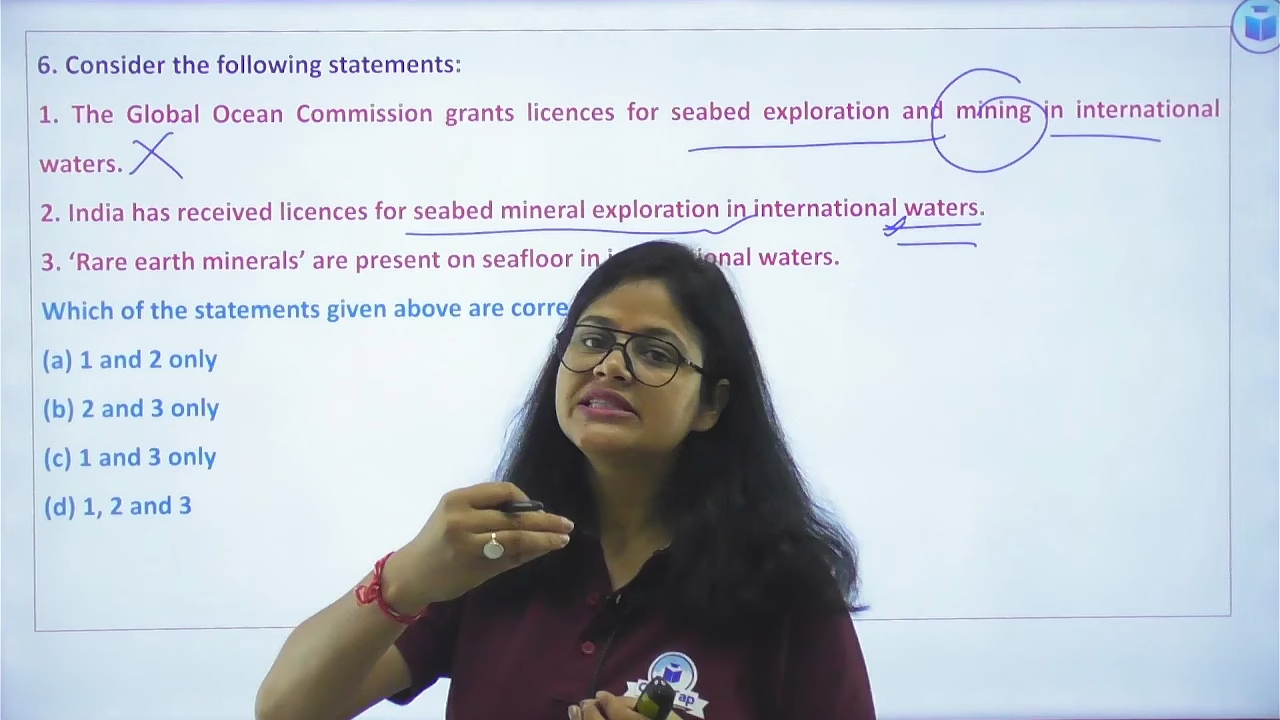 6. Consider the following statements:
1. The Global Ocean Commission grants licences for seabed exploration and mining in international
waters.
2. India has received licences for seabed mineral exploration in international waters.
3. ‘Rare earth minerals’ are present on seafloor in waters.
Which of the statements given above are
(a) 1 and 2 only
(b) 2 and 3 only
(c) 1 and 3 only
(d) 1, 2 and 3